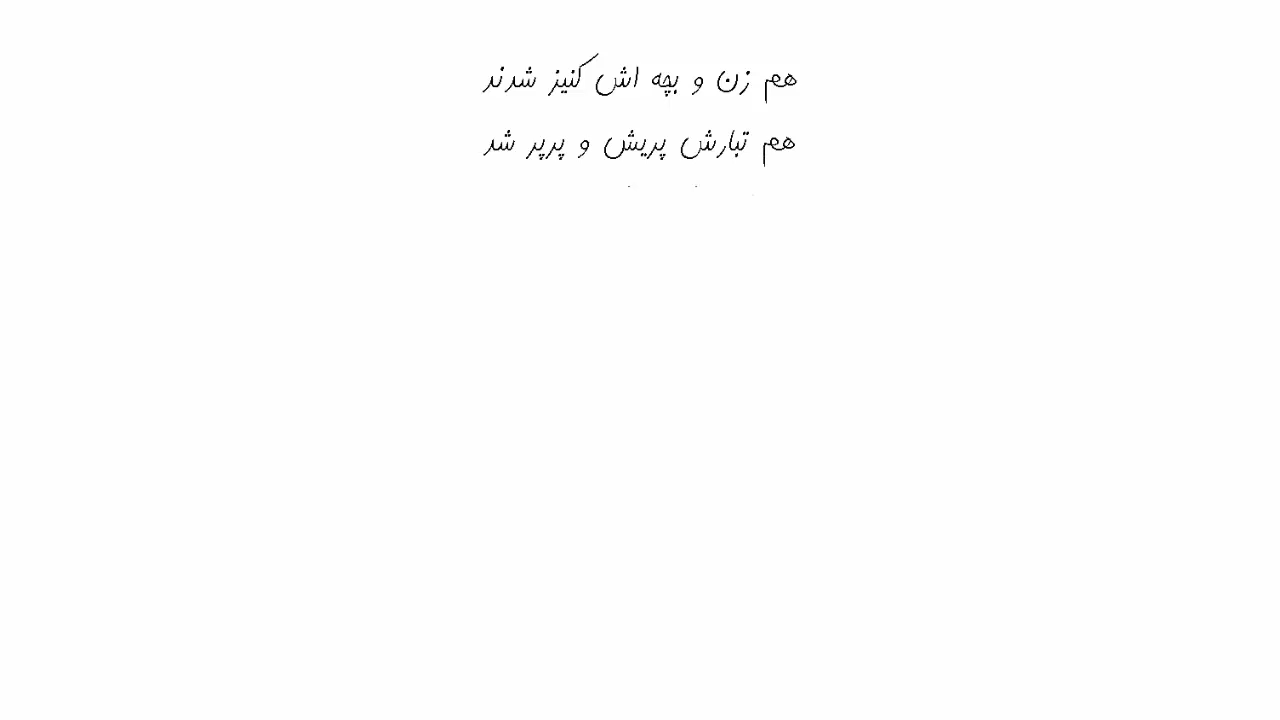 هم زن و بچه اش کنیز شدند
هم تبارش پریش و پرپر شد